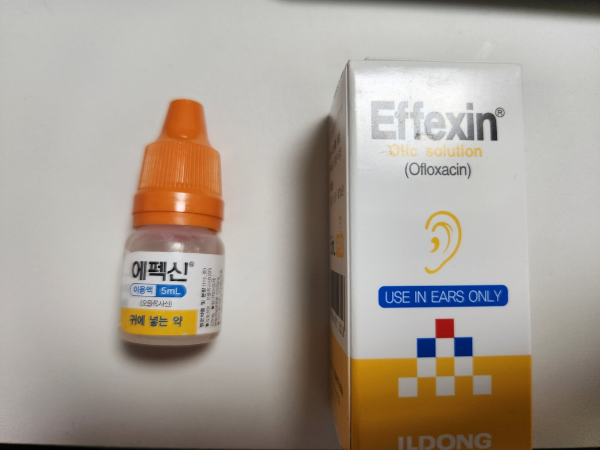 에펙신®
이용액 5mL
(오플록사신)
귀에 넣는 약
Effexin®
Otic solution
(Ofloxacin)
USE IN EARS ONLY
ILDONG